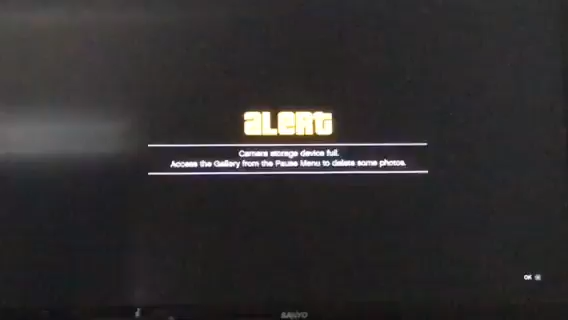 alert
Camera storage device full.
Access the Gallery from the Pause Menu to delete some photos.
OK
SANYO